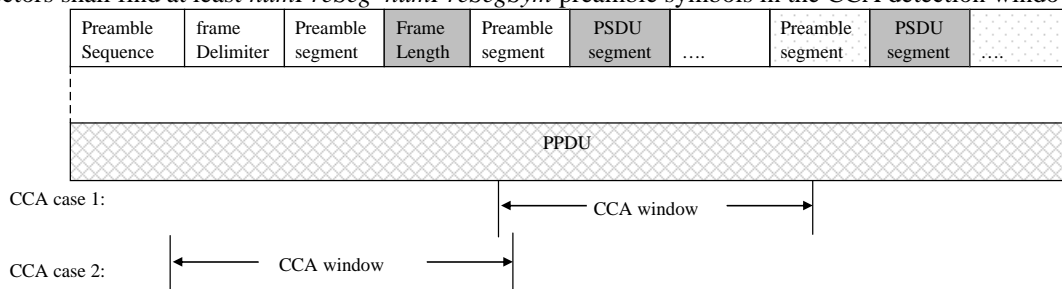 shall find at least numPreSeg*numPreSegSym preamble symbols in the CCA detection
Preamble Sequence
frame Delimiter
Preamble segment
Frame Length
Preamble segment
PSDU segment
....
Preamble segment
PSDU segment
....
PPDU
CCA case 1:
CCA window
CCA case 2:
CCA window